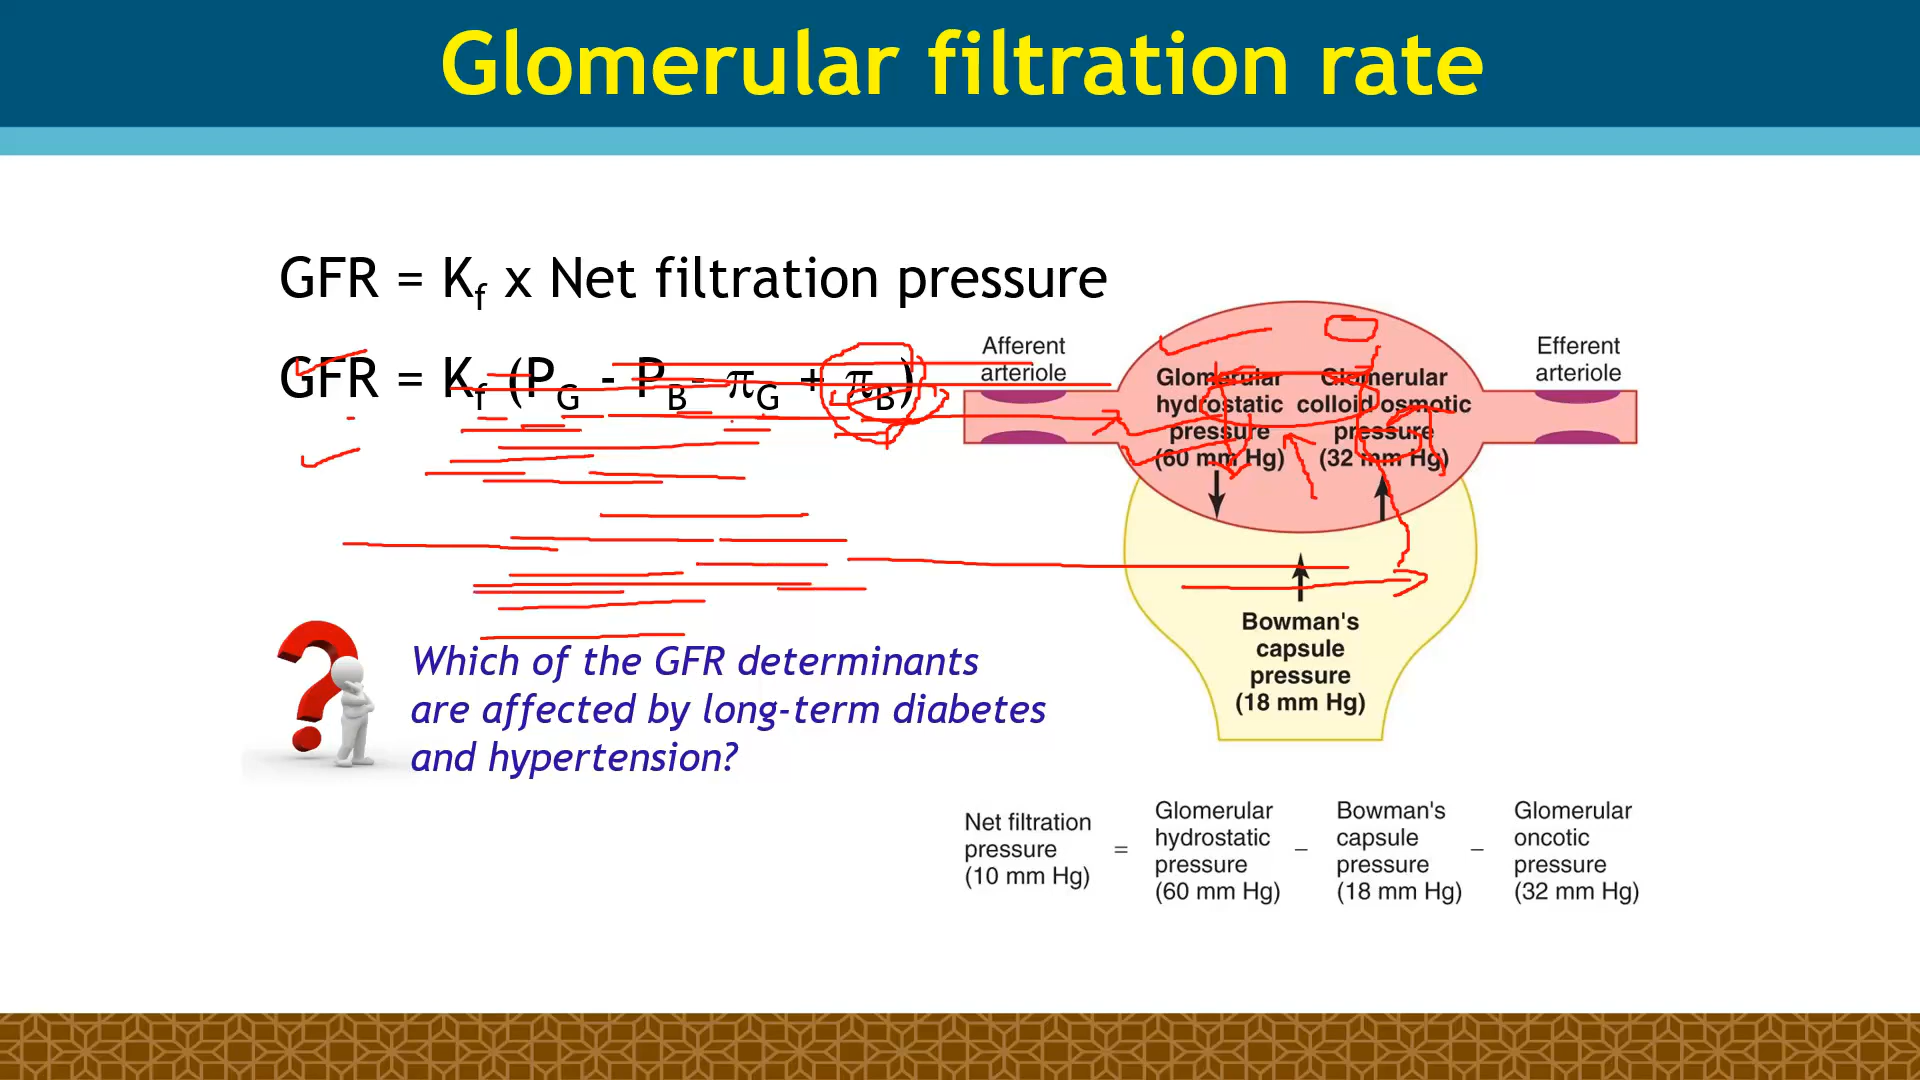 Glomerular filtration rate
GFR = Kf x Net filtration pressure
GFR = Kf (PG - PB - πG + πB)
Afferent
arteriole
Glomerular
hydrostatic
pressure
(60 mm Hg)
Glomerular
colloid osmotic
pressure
(32 mm Hg)
Efferent
arteriole
Bowman's
capsule
pressure
(18 mm Hg)
Which of the GFR determinants
are affected by long-term diabetes
and hypertension?
Net filtration
pressure
(10 mm Hg)
=
Glomerular
hydrostatic
pressure
(60 mm Hg)
–
Bowman's
capsule
pressure
(18 mm Hg)
–
Glomerular
oncotic
pressure
(32 mm Hg)